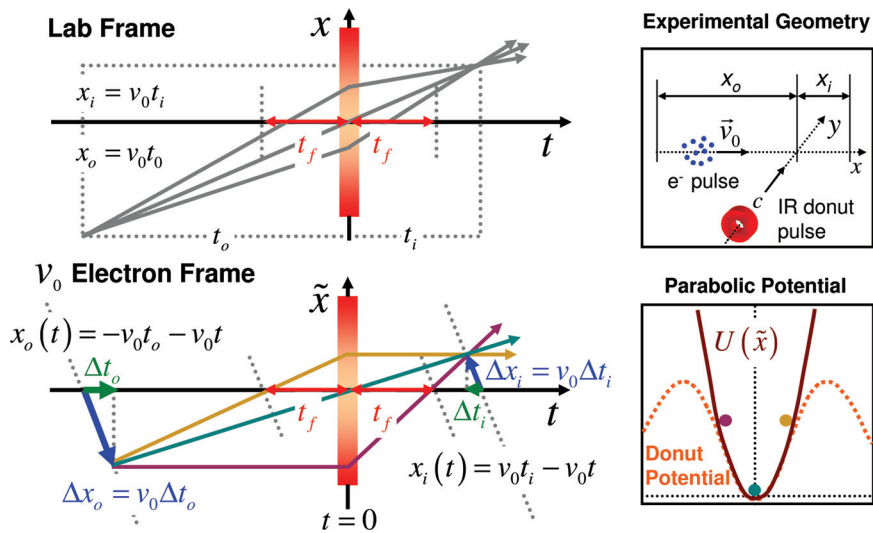 Lab Frame
x
x_i = v_0 t_i
t
t_f
t_f
x_o = v_0 t_0
t_o
t_i
v_0 Electron Frame
x̃
x_o(t) = −v_0 t_o − v_0 t
Δt_o
Δx_i = v_0 Δt_i
t
t_f
t_f
Δt_i
x_i(t) = v_0 t_i − v_0 t
Δx_o = v_0 Δt_o
t = 0
Experimental Geometry
x_o
x_i
v⃗_0
y
x
e⁻ pulse
c
IR donut
pulse
Parabolic Potential
U(x̃)
Donut
Potential